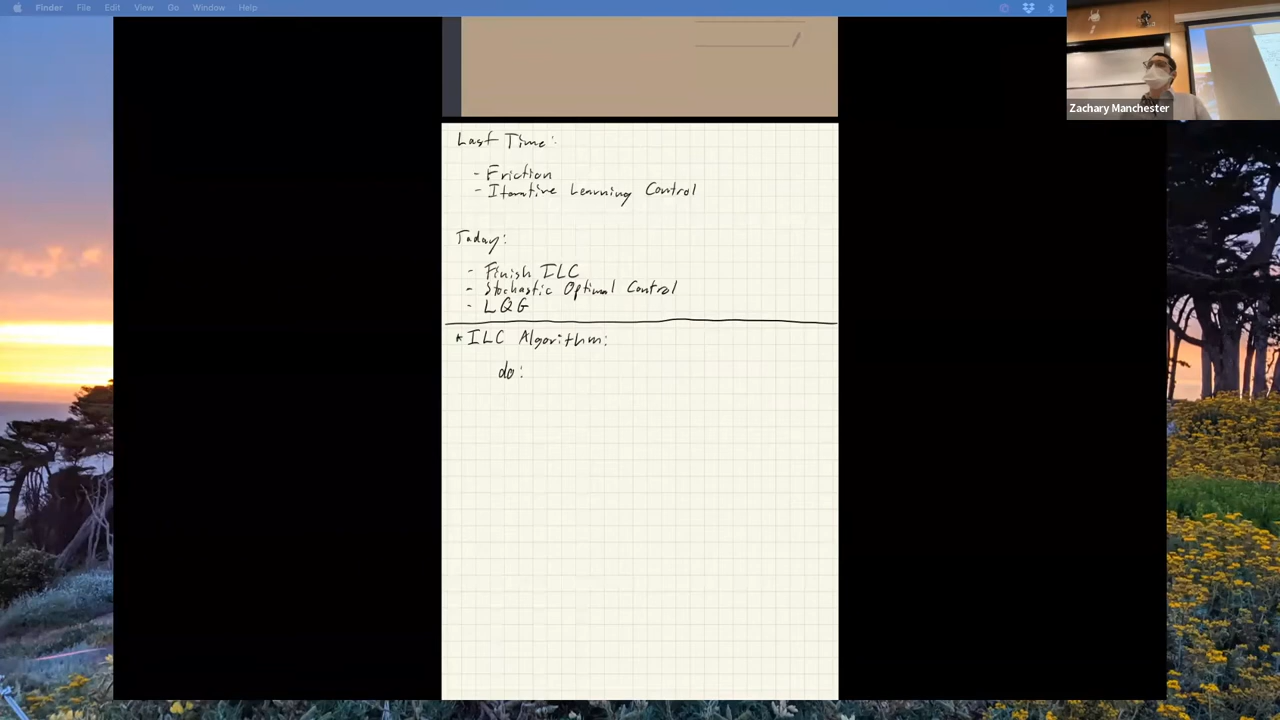 Finder File Edit View Go Window Help
Zachary Manchester
Last Time:
- Friction
- Iterative Learning Control
Today:
- Finish ILC
- Stochastic Optimal Control
- LQG
* ILC Algorithm:
do: